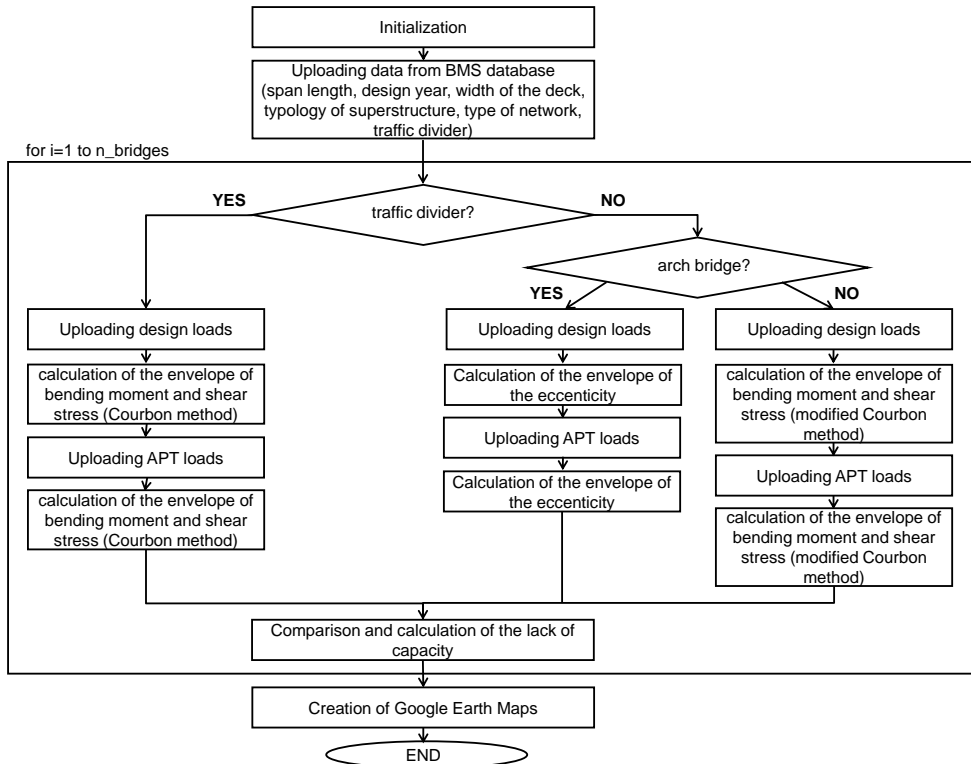 Initialization
Uploading data from BMS database
(span length, design year, width of the deck,
typology of superstructure, type of network,
traffic divider)
for i=1 to n_bridges
traffic divider?
YES
NO
arch bridge?
YES
NO
Uploading design loads
calculation of the envelope of
bending moment and shear
stress (Courbon method)
Uploading APT loads
calculation of the envelope of
bending moment and shear
stress (Courbon method)
Uploading design loads
Calculation of the envelope of
the eccenticity
Uploading APT loads
Calculation of the envelope of
the eccenticity
Uploading design loads
calculation of the envelope of
bending moment and shear
stress (modified Courbon
method)
Uploading APT loads
calculation of the envelope of
bending moment and shear
stress (modified Courbon
method)
Comparison and calculation of the lack of
capacity
Creation of Google Earth Maps
END